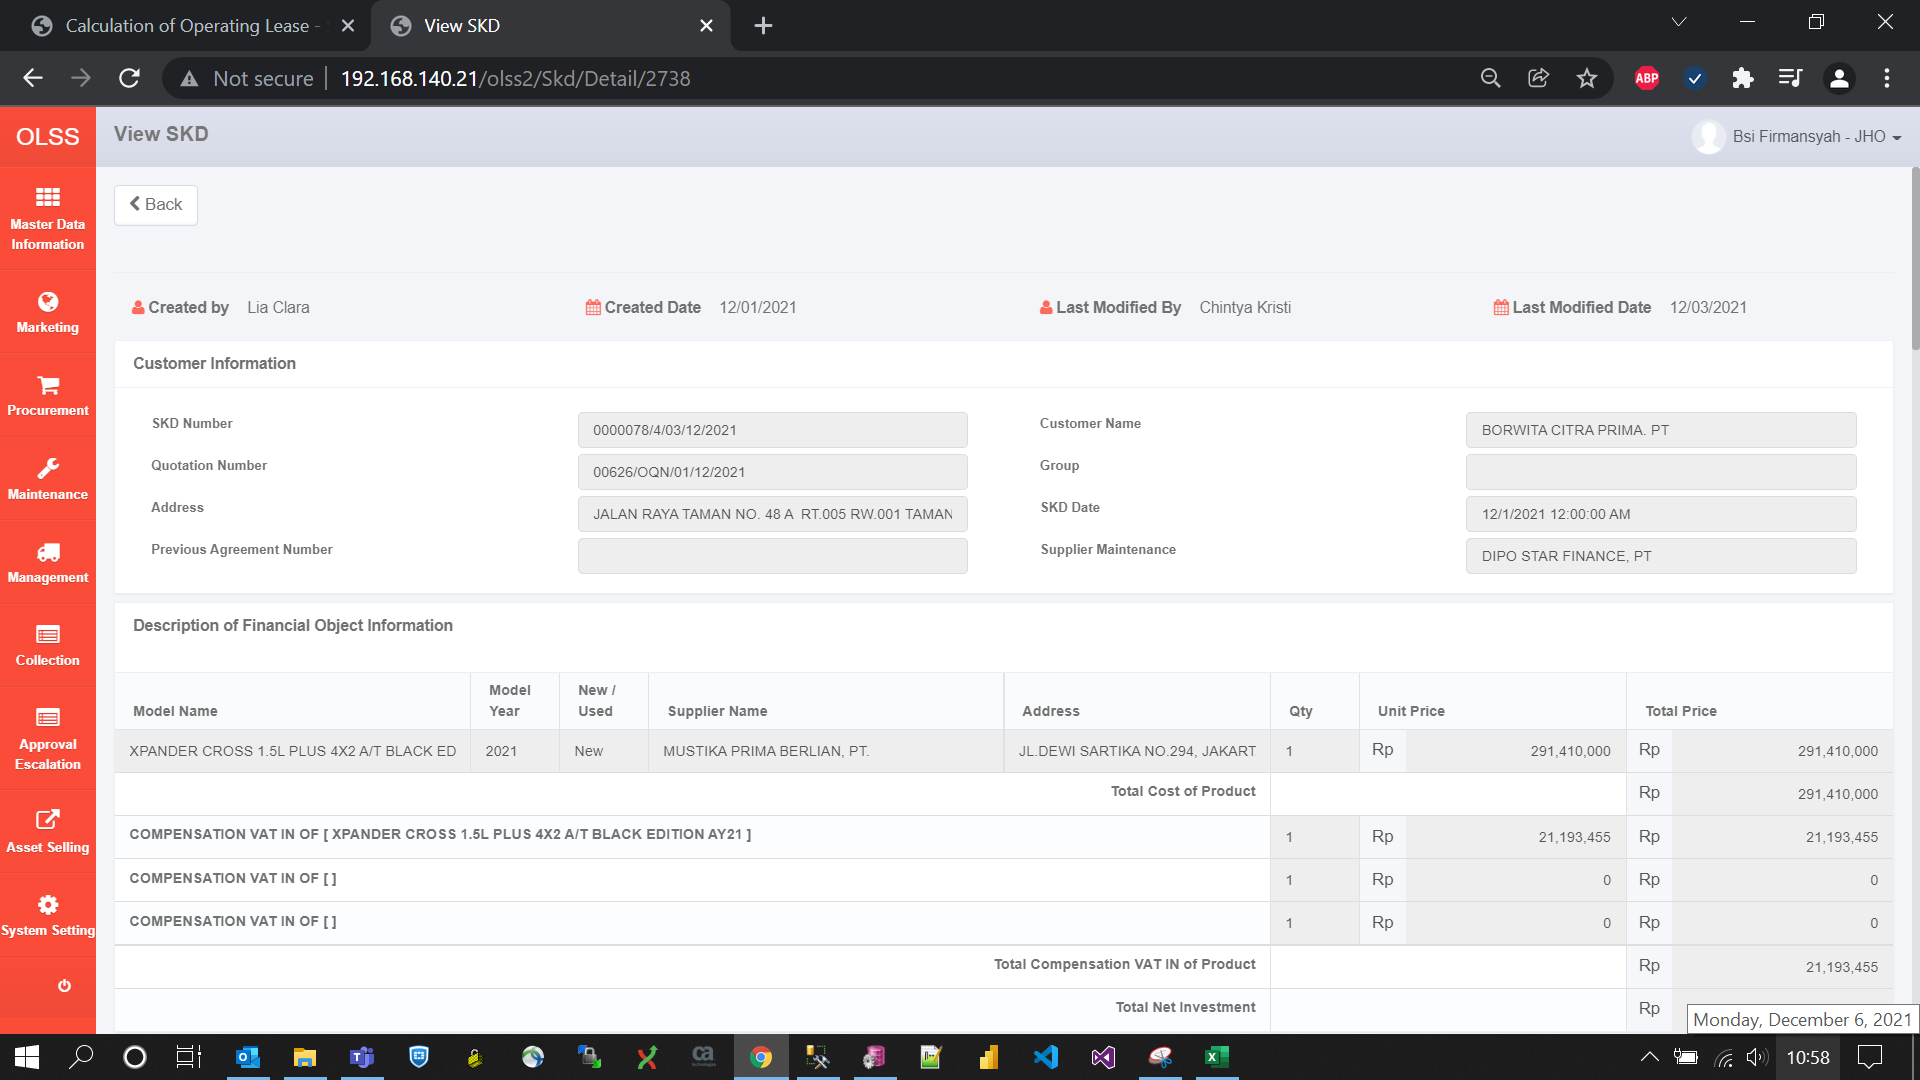 Calculation of Operating Lease -
View SKD
Not secure
192.168.140.21/olss2/Skd/Detail/2738
ABP
OLSS
View SKD
Bsi Firmansyah - JHO
Back
Master Data
Information
Marketing
Procurement
Maintenance
Management
Collection
Approval
Escalation
Asset Selling
System Setting
Created by Lia Clara
Created Date 12/01/2021
Last Modified By Chintya Kristi
Last Modified Date 12/03/2021
Customer Information
SKD Number 0000078/4/03/12/2021
Customer Name BORWITA CITRA PRIMA. PT
Quotation Number 00626/OQN/01/12/2021
Group
Address JALAN RAYA TAMAN NO. 48 A RT.005 RW.001 TAMAN
SKD Date 12/1/2021 12:00:00 AM
Previous Agreement Number
Supplier Maintenance DIPO STAR FINANCE, PT
Description of Financial Object Information
Model Name
Model
Year
New /
Used
Supplier Name
Address
Qty
Unit Price
Total Price
XPANDER CROSS 1.5L PLUS 4X2 A/T BLACK ED 2021 New MUSTIKA PRIMA BERLIAN, PT. JL.DEWI SARTIKA NO.294, JAKART 1 Rp 291,410,000 Rp 291,410,000
Total Cost of Product Rp 291,410,000
COMPENSATION VAT IN OF [ XPANDER CROSS 1.5L PLUS 4X2 A/T BLACK EDITION AY21 ] 1 Rp 21,193,455 Rp 21,193,455
COMPENSATION VAT IN OF [ ] 1 Rp 0 Rp 0
COMPENSATION VAT IN OF [ ] 1 Rp 0 Rp 0
Total Compensation VAT IN of Product Rp 21,193,455
Total Net Investment Rp
Monday, December 6, 2021
10:58